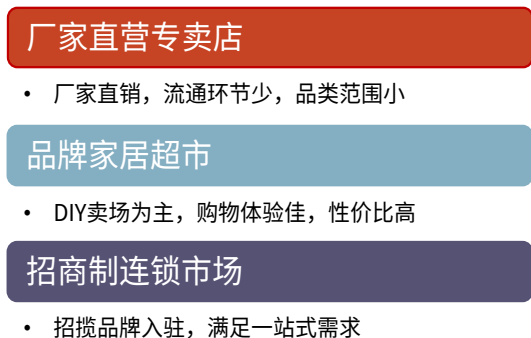 厂家直营专卖店
• 厂家直销，流通环节少，品类范围小
品牌家居超市
• DIY卖场为主，购物体验佳，性价比高
招商制连锁市场
• 招揽品牌入驻，满足一站式需求